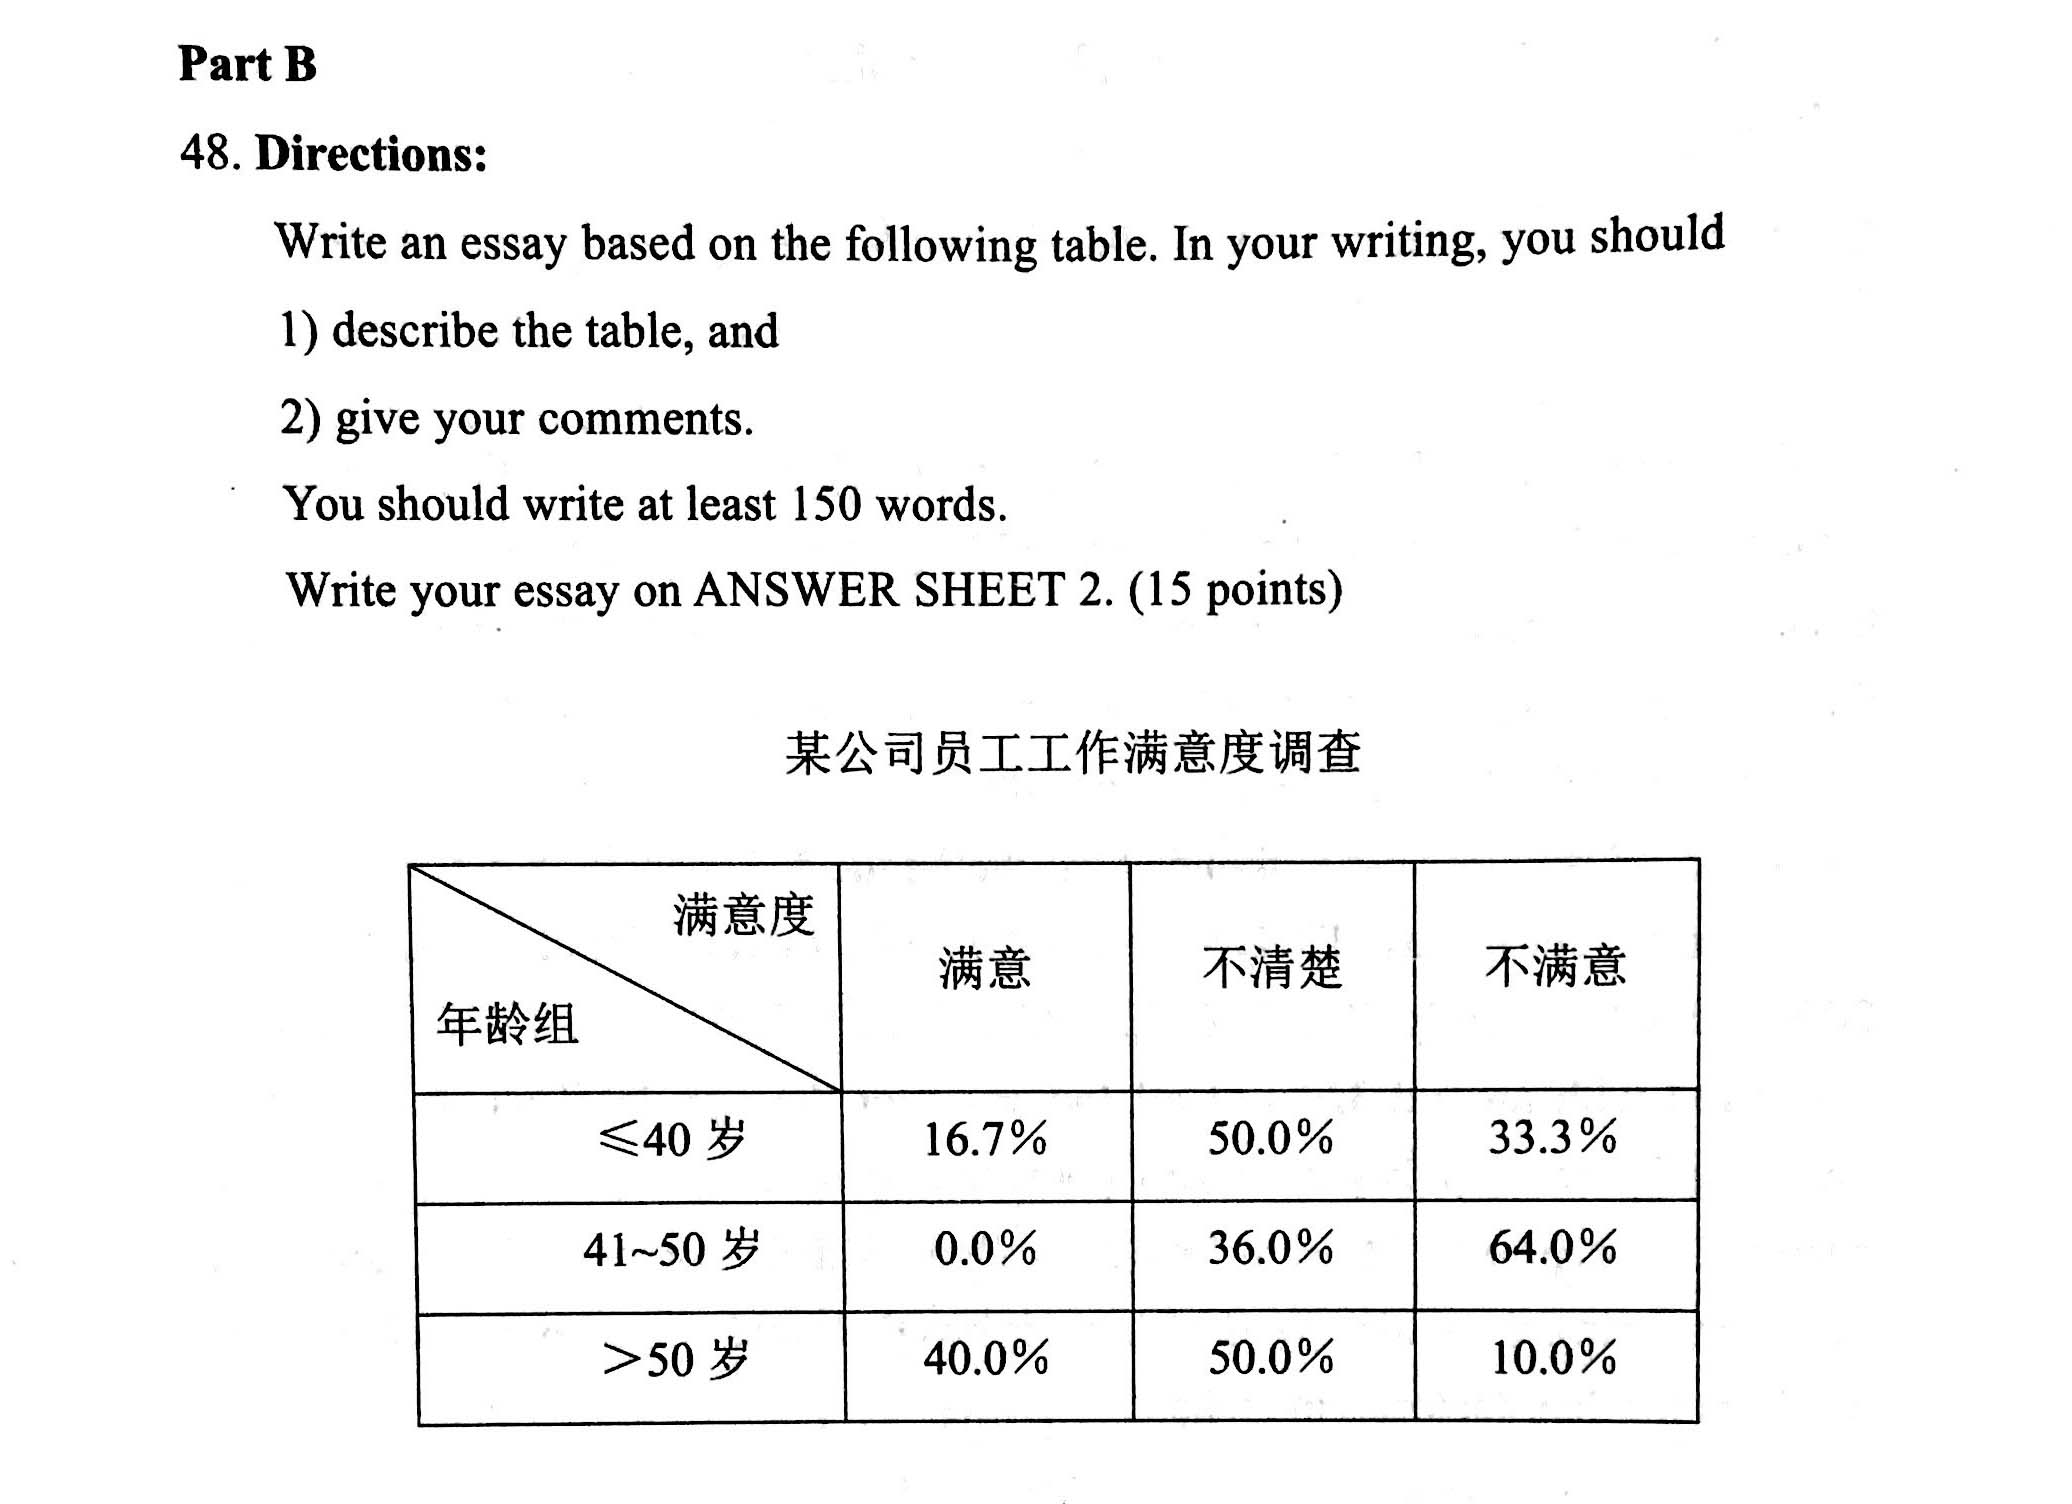 Part B
48. Directions:
Write an essay based on the following table. In your writing, you should
1) describe the table, and
2) give your comments.
You should write at least 150 words.
Write your essay on ANSWER SHEET 2. (15 points)
某公司员工工作满意度调查
满意度
年龄组
满意 不清楚 不满意
≤40 岁 16.7% 50.0% 33.3%
41~50 岁 0.0% 36.0% 64.0%
>50 岁 40.0% 50.0% 10.0%